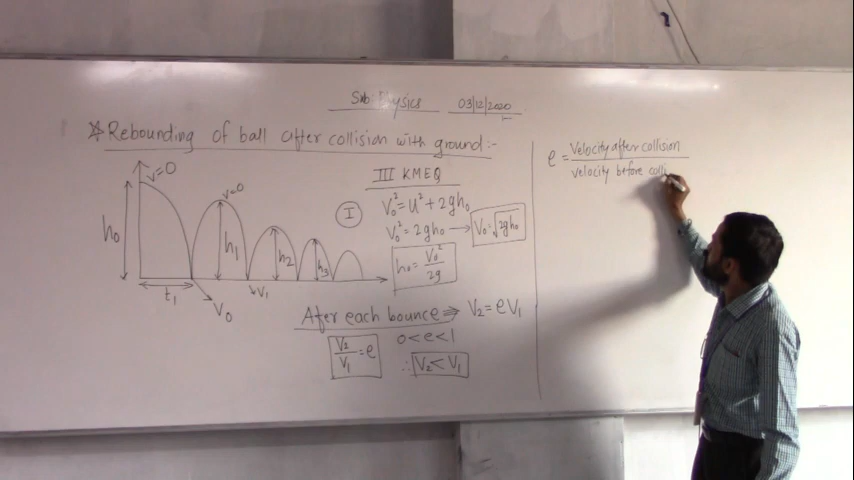 Sub:-Physics 03/12/2020
Rebounding of ball after collision with ground:-
v=0
v=0
h₀
h₁
h₂
h₃
t₁
V₀
V₁
III KMEQ
I
V₀² = U² + 2gh₀
V₀² = 2gh₀ → V₀ = √2gh₀
h₀ = V₀²/2g
After each bounce ⇒ V₂ = eV₁
V₂/V₁ = e
0 < e < 1
∴ V₂ < V₁
e = Velocity after collision
velocity before colli